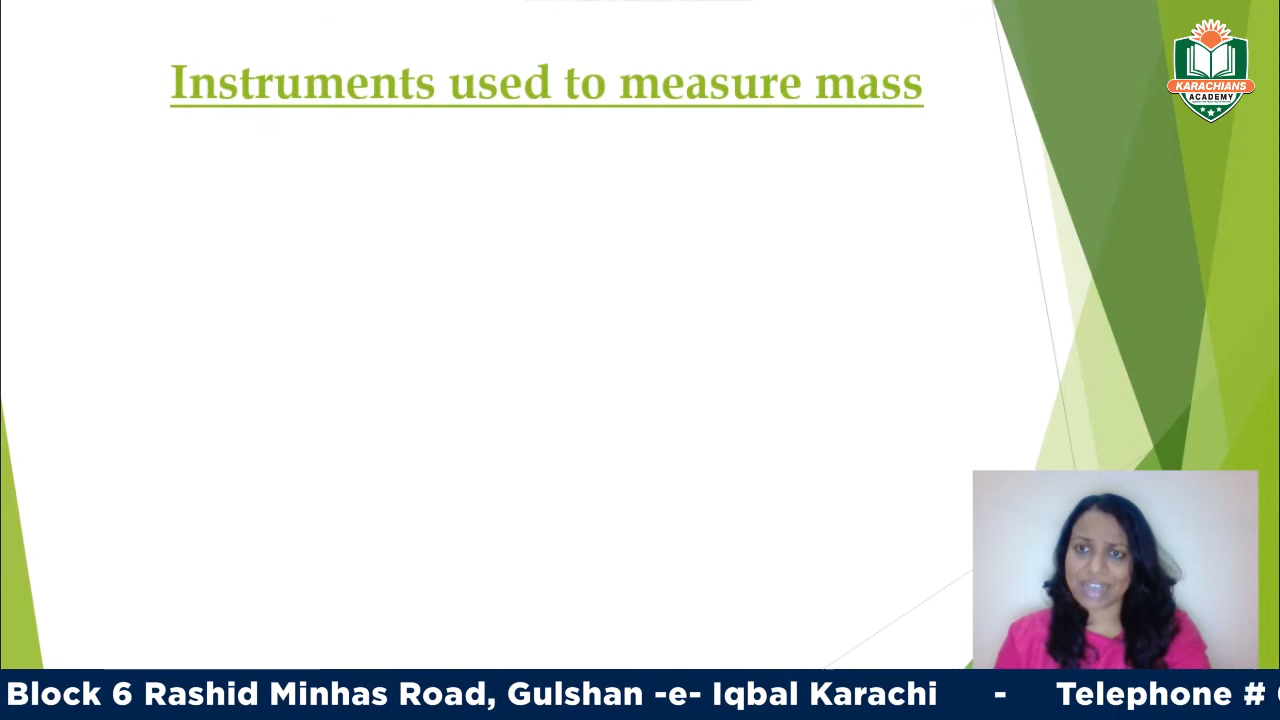 Instruments used to measure mass
KARACHIANS
ACADEMY
Block 6 Rashid Minhas Road, Gulshan -e- Iqbal Karachi - Telephone #